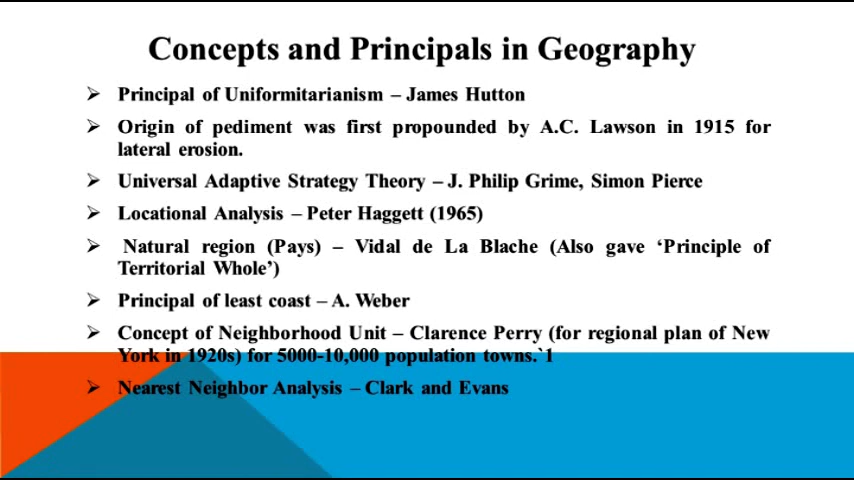 Concepts and Principals in Geography
➢ Principal of Uniformitarianism – James Hutton
➢ Origin of pediment was first propounded by A.C. Lawson in 1915 for
lateral erosion.
➢ Universal Adaptive Strategy Theory – J. Philip Grime, Simon Pierce
➢ Locational Analysis – Peter Haggett (1965)
➢ Natural region (Pays) – Vidal de La Blache (Also gave ‘Principle of
Territorial Whole’)
➢ Principal of least coast – A. Weber
➢ Concept of Neighborhood Unit – Clarence Perry (for regional plan of New
York in 1920s) for 5000-10,000 population towns.`1
➢ Nearest Neighbor Analysis – Clark and Evans